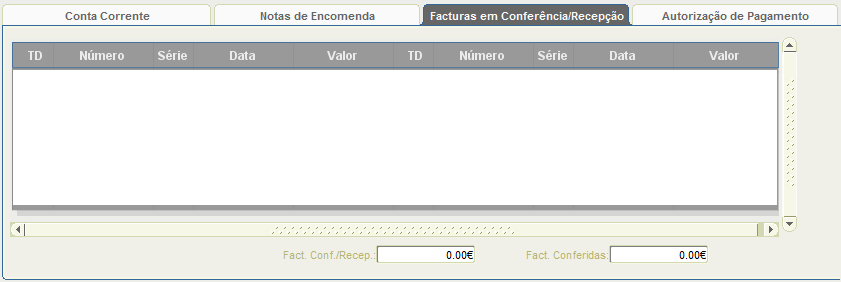 Conta Corrente Notas de Encomenda Facturas em Conferência/Recepção Autorização de Pagamento
TD Número Série Data Valor TD Número Série Data Valor
Fact. Conf./Recep.: 0.00€ Fact. Conferidas: 0.00€